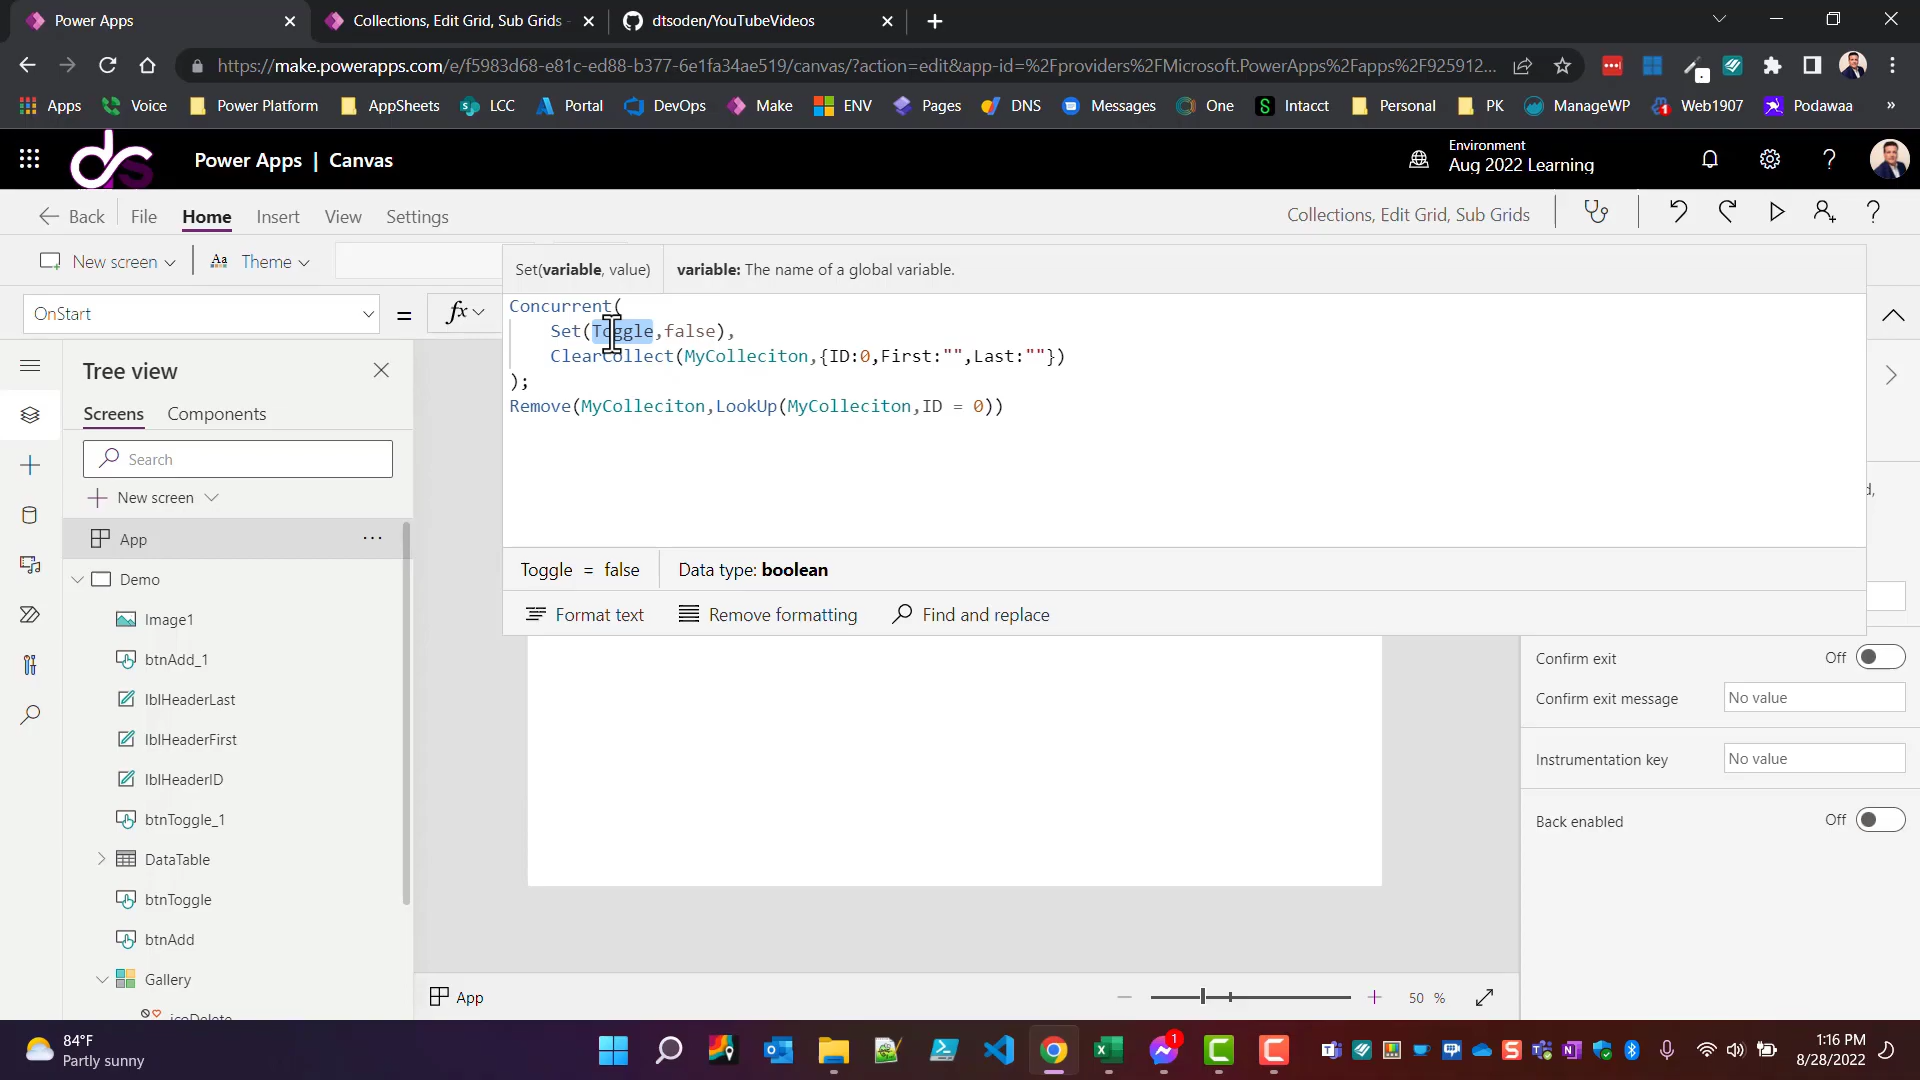 Power Apps
Collections, Edit Grid, Sub Grids -
dtsoden/YouTubeVideos
https://make.powerapps.com/e/f5983d68-e81c-ed88-b377-6e1fa34ae519/canvas/?action=edit&app-id=%2Fproviders%2FMicrosoft.PowerApps%2Fapps%2F925912...
Apps
Voice
Power Platform
AppSheets
LCC
Portal
DevOps
Make
ENV
Pages
DNS
Messages
One
Intacct
Personal
PK
ManageWP
Web1907
Podawaa
»
ds
Power Apps | Canvas
Environment
Aug 2022 Learning
Back
File
Home
Insert
View
Settings
Collections, Edit Grid, Sub Grids
New screen
Theme
Set(variable, value)
variable: The name of a global variable.
OnStart
=
fx
Concurrent(
Set(Toggle,false),
ClearCollect(MyColleciton,{ID:0,First:"",Last:""})
);
Remove(MyColleciton,LookUp(MyColleciton,ID = 0))
Toggle = false
Data type: boolean
Format text
Remove formatting
Find and replace
Tree view
Screens
Components
Search
New screen
App
...
Demo
Image1
btnAdd_1
lblHeaderLast
lblHeaderFirst
lblHeaderID
btnToggle_1
DataTable
btnToggle
btnAdd
Gallery
icoDelete
d,
Confirm exit
Off
Confirm exit message
No value
Instrumentation key
No value
Back enabled
Off
App
50 %
84°F
Partly sunny
1
1:16 PM
8/28/2022